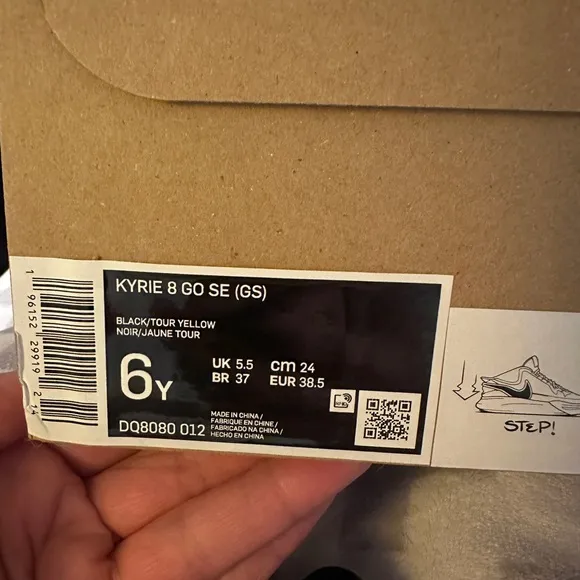 KYRIE 8 GO SE (GS)
BLACK/TOUR YELLOW
NOIR/JAUNE TOUR
6Y
UK 5.5 cm 24
BR 37 EUR 38.5
DQ8080 012
MADE IN CHINA /
FABRIQUE EN CHINE /
FABRICADO NA CHINA /
HECHO EN CHINA
1 96152 29919 2
STEP!